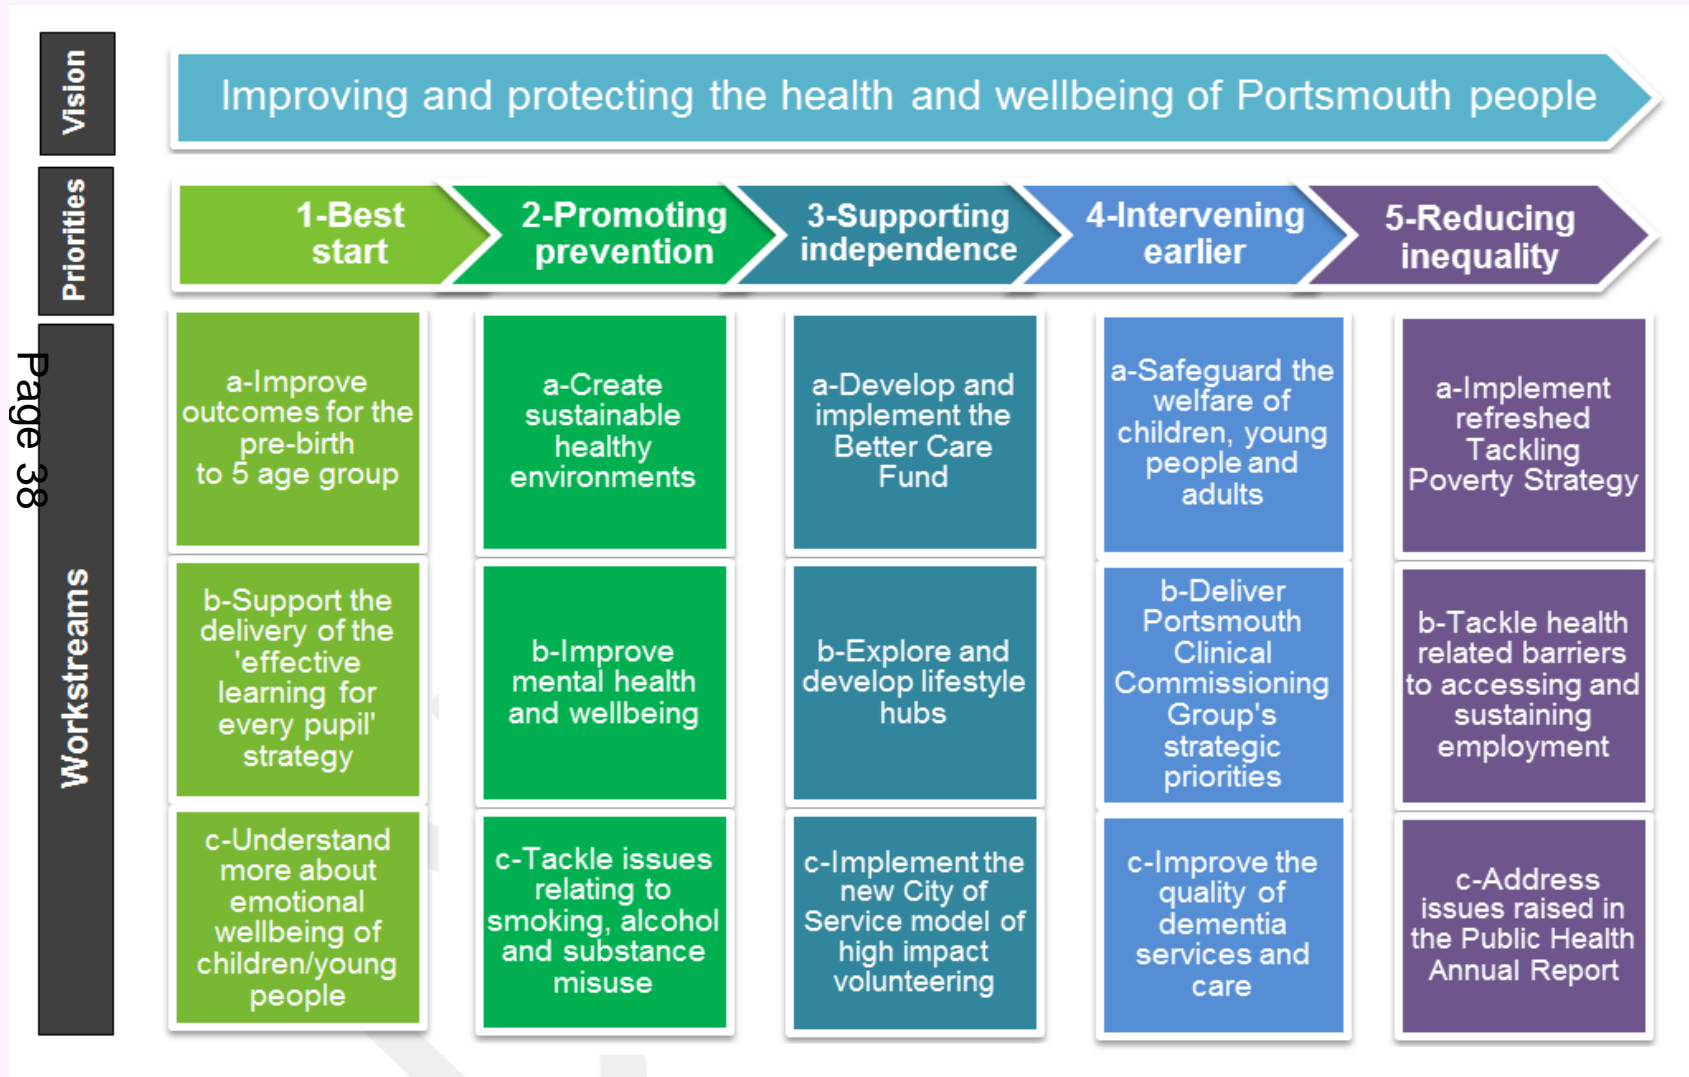 Vision
Improving and protecting the health and wellbeing of Portsmouth people
Priorities
1-Best
start
2-Promoting
prevention
3-Supporting
independence
4-Intervening
earlier
5-Reducing
inequality
Page 38
Workstreams
a-Improve
outcomes for the
pre-birth
to 5 age group
a-Create
sustainable
healthy
environments
a-Develop and
implement the
Better Care
Fund
a-Safeguard the
welfare of
children, young
people and
adults
a-Implement
refreshed
Tackling
Poverty Strategy
b-Support the
delivery of the
'effective
learning for
every pupil'
strategy
b-Improve
mental health
and wellbeing
b-Explore and
develop lifestyle
hubs
b-Deliver
Portsmouth
Clinical
Commissioning
Group's
strategic
priorities
b-Tackle health
related barriers
to accessing and
sustaining
employment
c-Understand
more about
emotional
wellbeing of
children/young
people
c-Tackle issues
relating to
smoking, alcohol
and substance
misuse
c-Implement the
new City of
Service model of
high impact
volunteering
c-Improve the
quality of
dementia
services and
care
c-Address
issues raised in
the Public Health
Annual Report